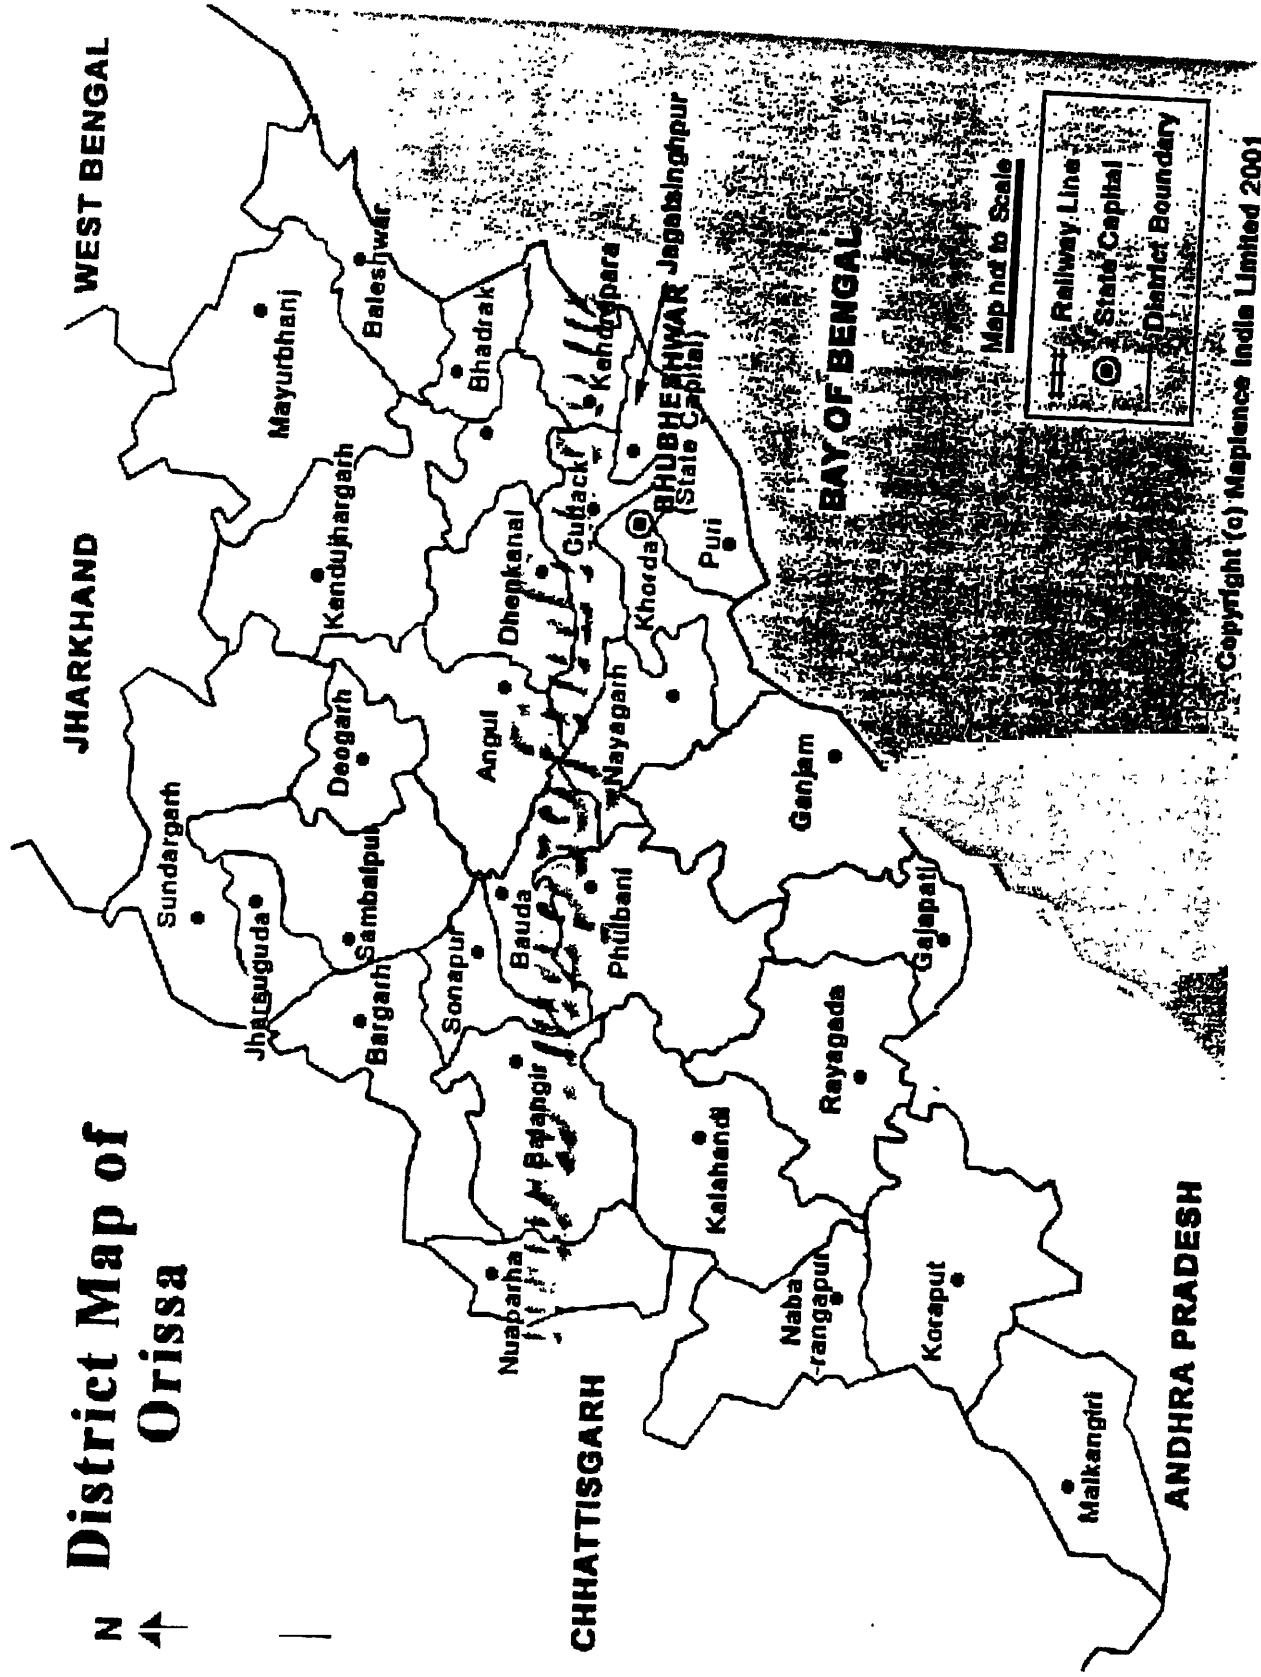 N
District Map of
Orissa
WEST BENGAL
JHARKHAND
CHHATTISGARH
ANDHRA PRADESH
BAY OF BENGAL
Sundargarh
Jharsuguda
Sambalpur
Bargarh
Deogarh
Kendujhargarh
Mayurbhanj
Baleshwar
Bhadrak
Sonapur
Bauda
Angul
Dhenkanal
Cuttack
Kendrapara
Jagatsinghpur
BHUBHESHWAR
(State Capital)
Khorda
Puri
Nayagarh
Nuaparha
Balangir
Phulbani
Ganjam
Gajapati
Kalahandi
Rayagada
Naba
-rangapur
Koraput
Malkangiri
Map not to Scale
Railway Line
State Capital
District Boundary
Copyright (c) Maplence India Limited 2001